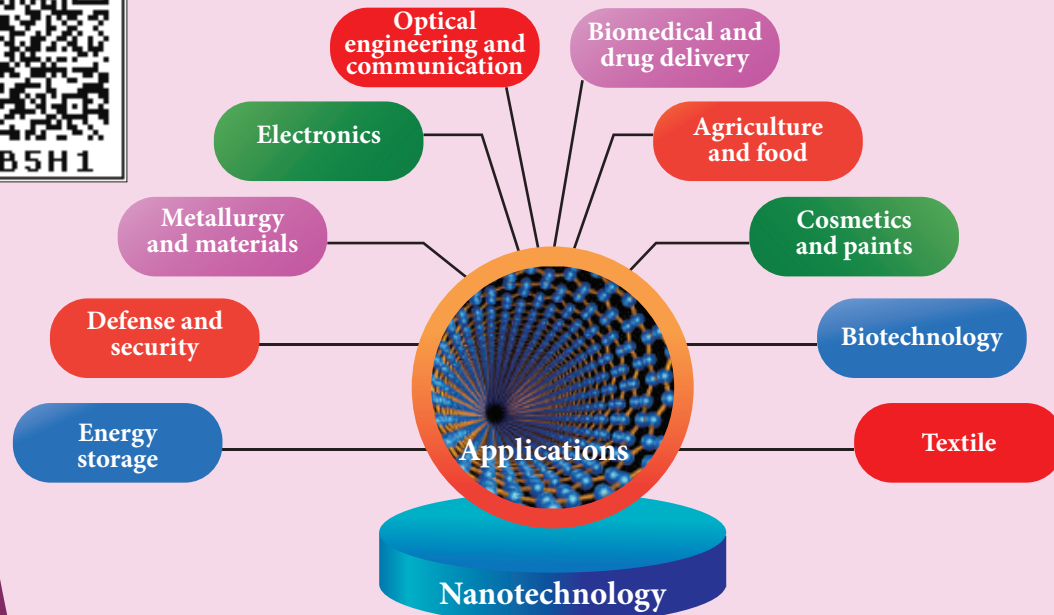 B5H1
Optical
engineering and
communication
Biomedical and
drug delivery
Electronics
Agriculture
and food
Metallurgy
and materials
Cosmetics
and paints
Defense and
security
Biotechnology
Energy
storage
Textile
Applications
Nanotechnology